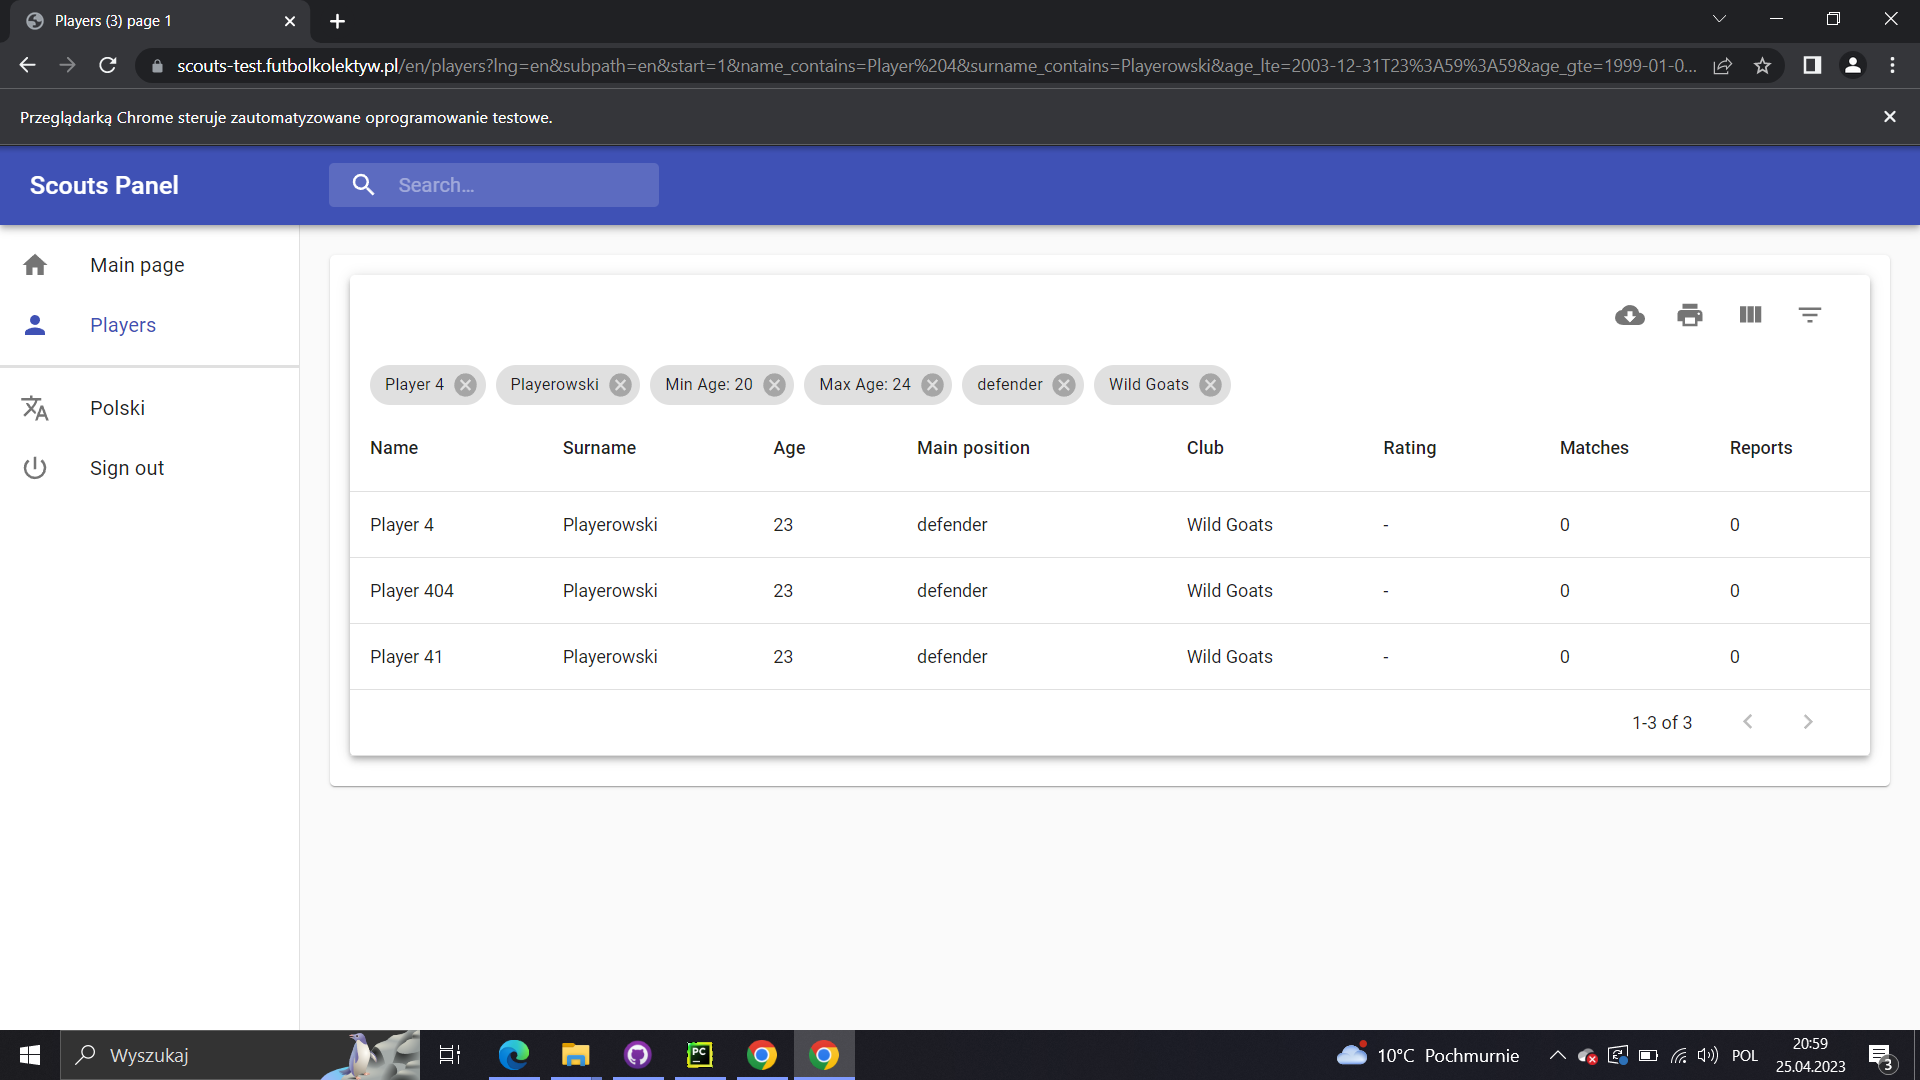 Players (3) page 1
scouts-test.futbolkolektyw.pl/en/players?lng=en&subpath=en&start=1&name_contains=Player%204&surname_contains=Playerowski&age_lte=2003-12-31T23%3A59%3A59&age_gte=1999-01-0...
Przeglądarką Chrome steruje zautomatyzowane oprogramowanie testowe.
Scouts Panel
Search...
Main page
Players
Polski
Sign out
Player 4 Playerowski Min Age: 20 Max Age: 24 defender Wild Goats
Name Surname Age Main position Club Rating Matches Reports
Player 4 Playerowski 23 defender Wild Goats - 0 0
Player 404 Playerowski 23 defender Wild Goats - 0 0
Player 41 Playerowski 23 defender Wild Goats - 0 0
1-3 of 3
Wyszukaj
PC
10°C Pochmurnie
POL
20:59
25.04.2023
3